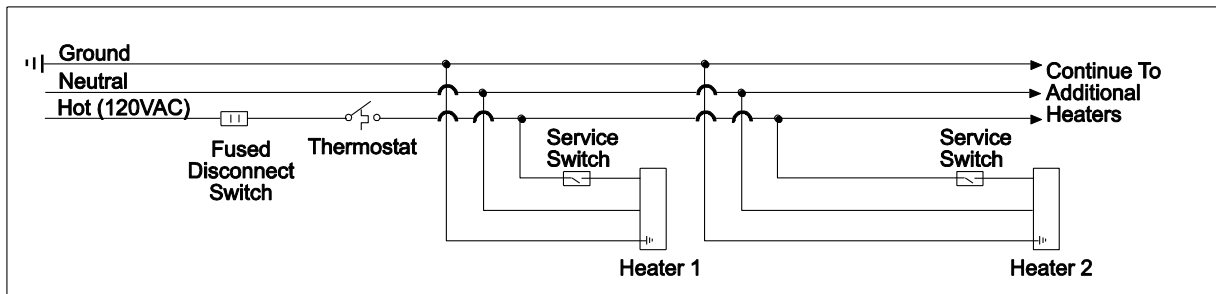 Ground
Neutral
Hot (120VAC)
Fused
Disconnect
Switch
Thermostat
Service
Switch
Service
Switch
Continue To
Additional
Heaters
Heater 1
Heater 2